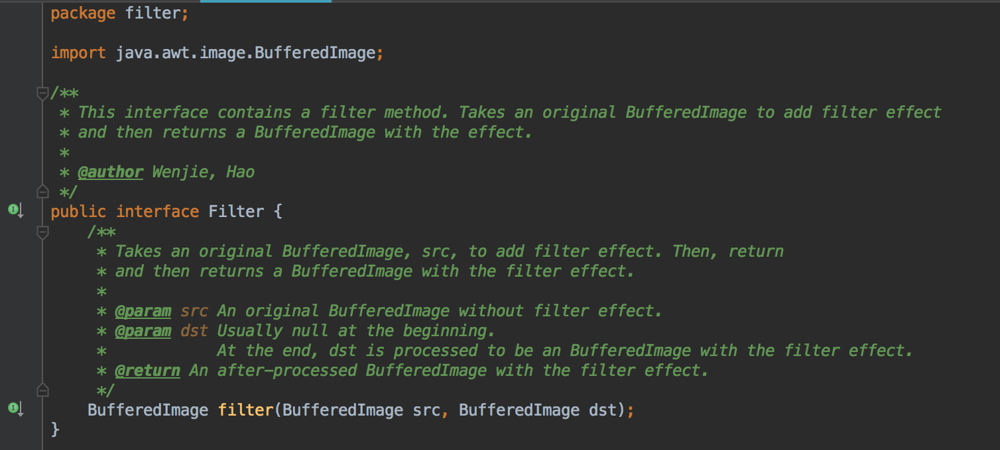 package filter;
import java.awt.image.BufferedImage;
/**
* This interface contains a filter method. Takes an original BufferedImage to add filter effect
* and then returns a BufferedImage with the effect.
*
* @author Wenjie, Hao
*/
public interface Filter {
/**
* Takes an original BufferedImage, src, to add filter effect. Then, return
* and then returns a BufferedImage with the filter effect.
*
* @param src An original BufferedImage without filter effect.
* @param dst Usually null at the beginning.
* At the end, dst is processed to be an BufferedImage with the filter effect.
* @return An after-processed BufferedImage with the filter effect.
*/
BufferedImage filter(BufferedImage src, BufferedImage dst);
}